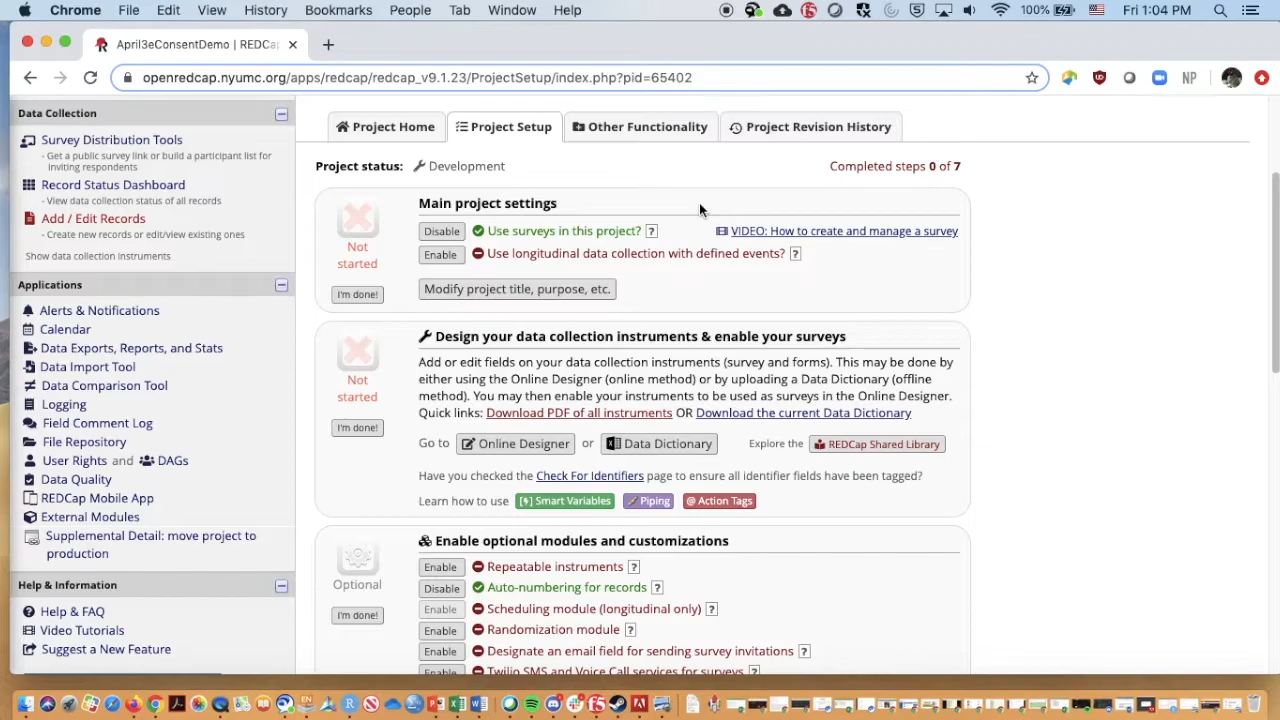 Chrome File Edit View History Bookmarks People Tab Window Help 100% Fri 1:04 PM
April3eConsentDemo | REDCa
openredcap.nyumc.org/apps/redcap/redcap_v9.1.23/ProjectSetup/index.php?pid=65402 NP
Data Collection
Survey Distribution Tools
- Get a public survey link or build a participant list for
inviting respondents
Record Status Dashboard
- View data collection status of all records
Add / Edit Records
- Create new records or edit/view existing ones
Show data collection instruments
Applications
Alerts & Notifications
Calendar
Data Exports, Reports, and Stats
Data Import Tool
Data Comparison Tool
Logging
Field Comment Log
File Repository
User Rights and DAGs
Data Quality
REDCap Mobile App
External Modules
Supplemental Detail: move project to
production
Help & Information
Help & FAQ
Video Tutorials
Suggest a New Feature
Project Home Project Setup Other Functionality Project Revision History
Project status: Development Completed steps 0 of 7
Not
started
I'm done!
Main project settings
Disable Use surveys in this project? ? VIDEO: How to create and manage a survey
Enable Use longitudinal data collection with defined events? ?
Modify project title, purpose, etc.
Not
started
I'm done!
Design your data collection instruments & enable your surveys
Add or edit fields on your data collection instruments (survey and forms). This may be done by
either using the Online Designer (online method) or by uploading a Data Dictionary (offline
method). You may then enable your instruments to be used as surveys in the Online Designer.
Quick links: Download PDF of all instruments OR Download the current Data Dictionary
Go to Online Designer or Data Dictionary Explore the REDCap Shared Library
Have you checked the Check For Identifiers page to ensure all identifier fields have been tagged?
Learn how to use Smart Variables Piping @ Action Tags
Optional
I'm done!
Enable optional modules and customizations
Enable Repeatable instruments ?
Disable Auto-numbering for records ?
Enable Scheduling module (longitudinal only) ?
Enable Randomization module ?
Enable Designate an email field for sending survey invitations ?
Enable Twilio SMS and Voice Call services for surveys ?